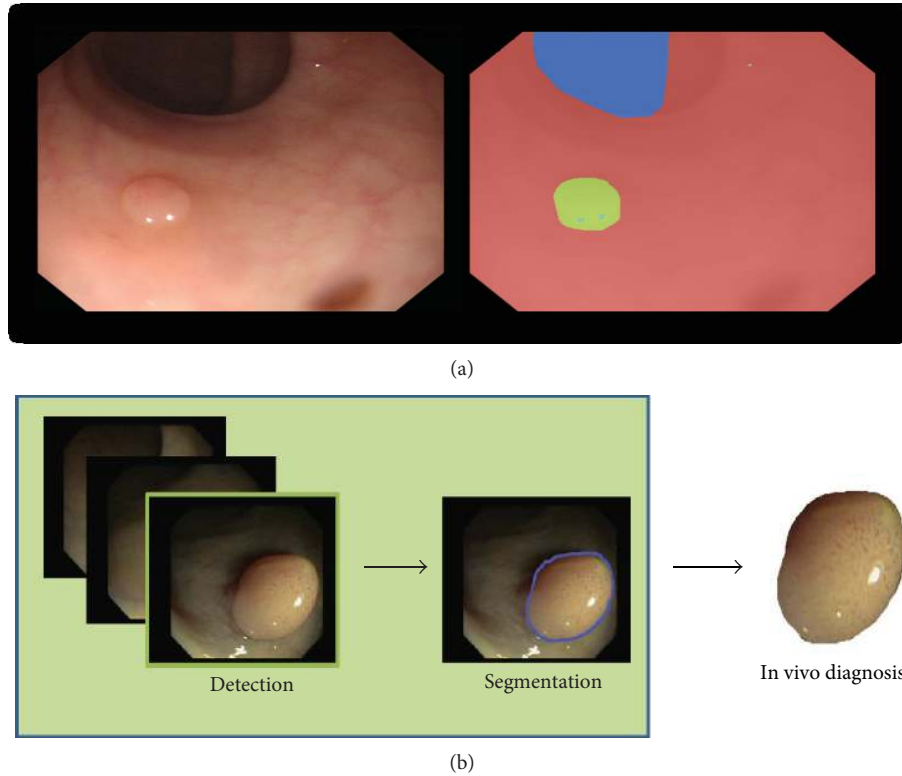 (a)
Detection
Segmentation
In vivo diagnosis
(b)